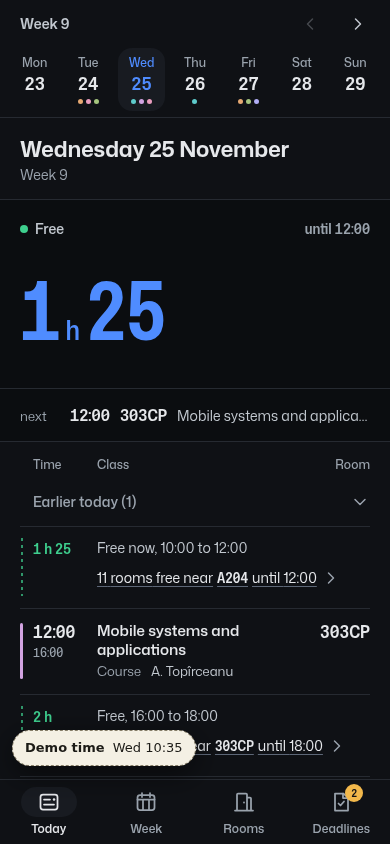 Week 9
Mon Tue Wed Thu Fri Sat Sun
23 24 25 26 27 28 29
Wednesday 25 November
Week 9
Free until 12:00
1 h 25
next 12:00 303CP Mobile systems and applica...
Time Class Room
Earlier today (1)
1 h 25 Free now, 10:00 to 12:00
11 rooms free near A204 until 12:00
12:00 Mobile systems and 303CP
16:00 applications
Course A. Topîrceanu
2 h Free, 16:00 to 18:00
ear 303CP until 18:00
Demo time Wed 10:35
2
Today Week Rooms Deadlines